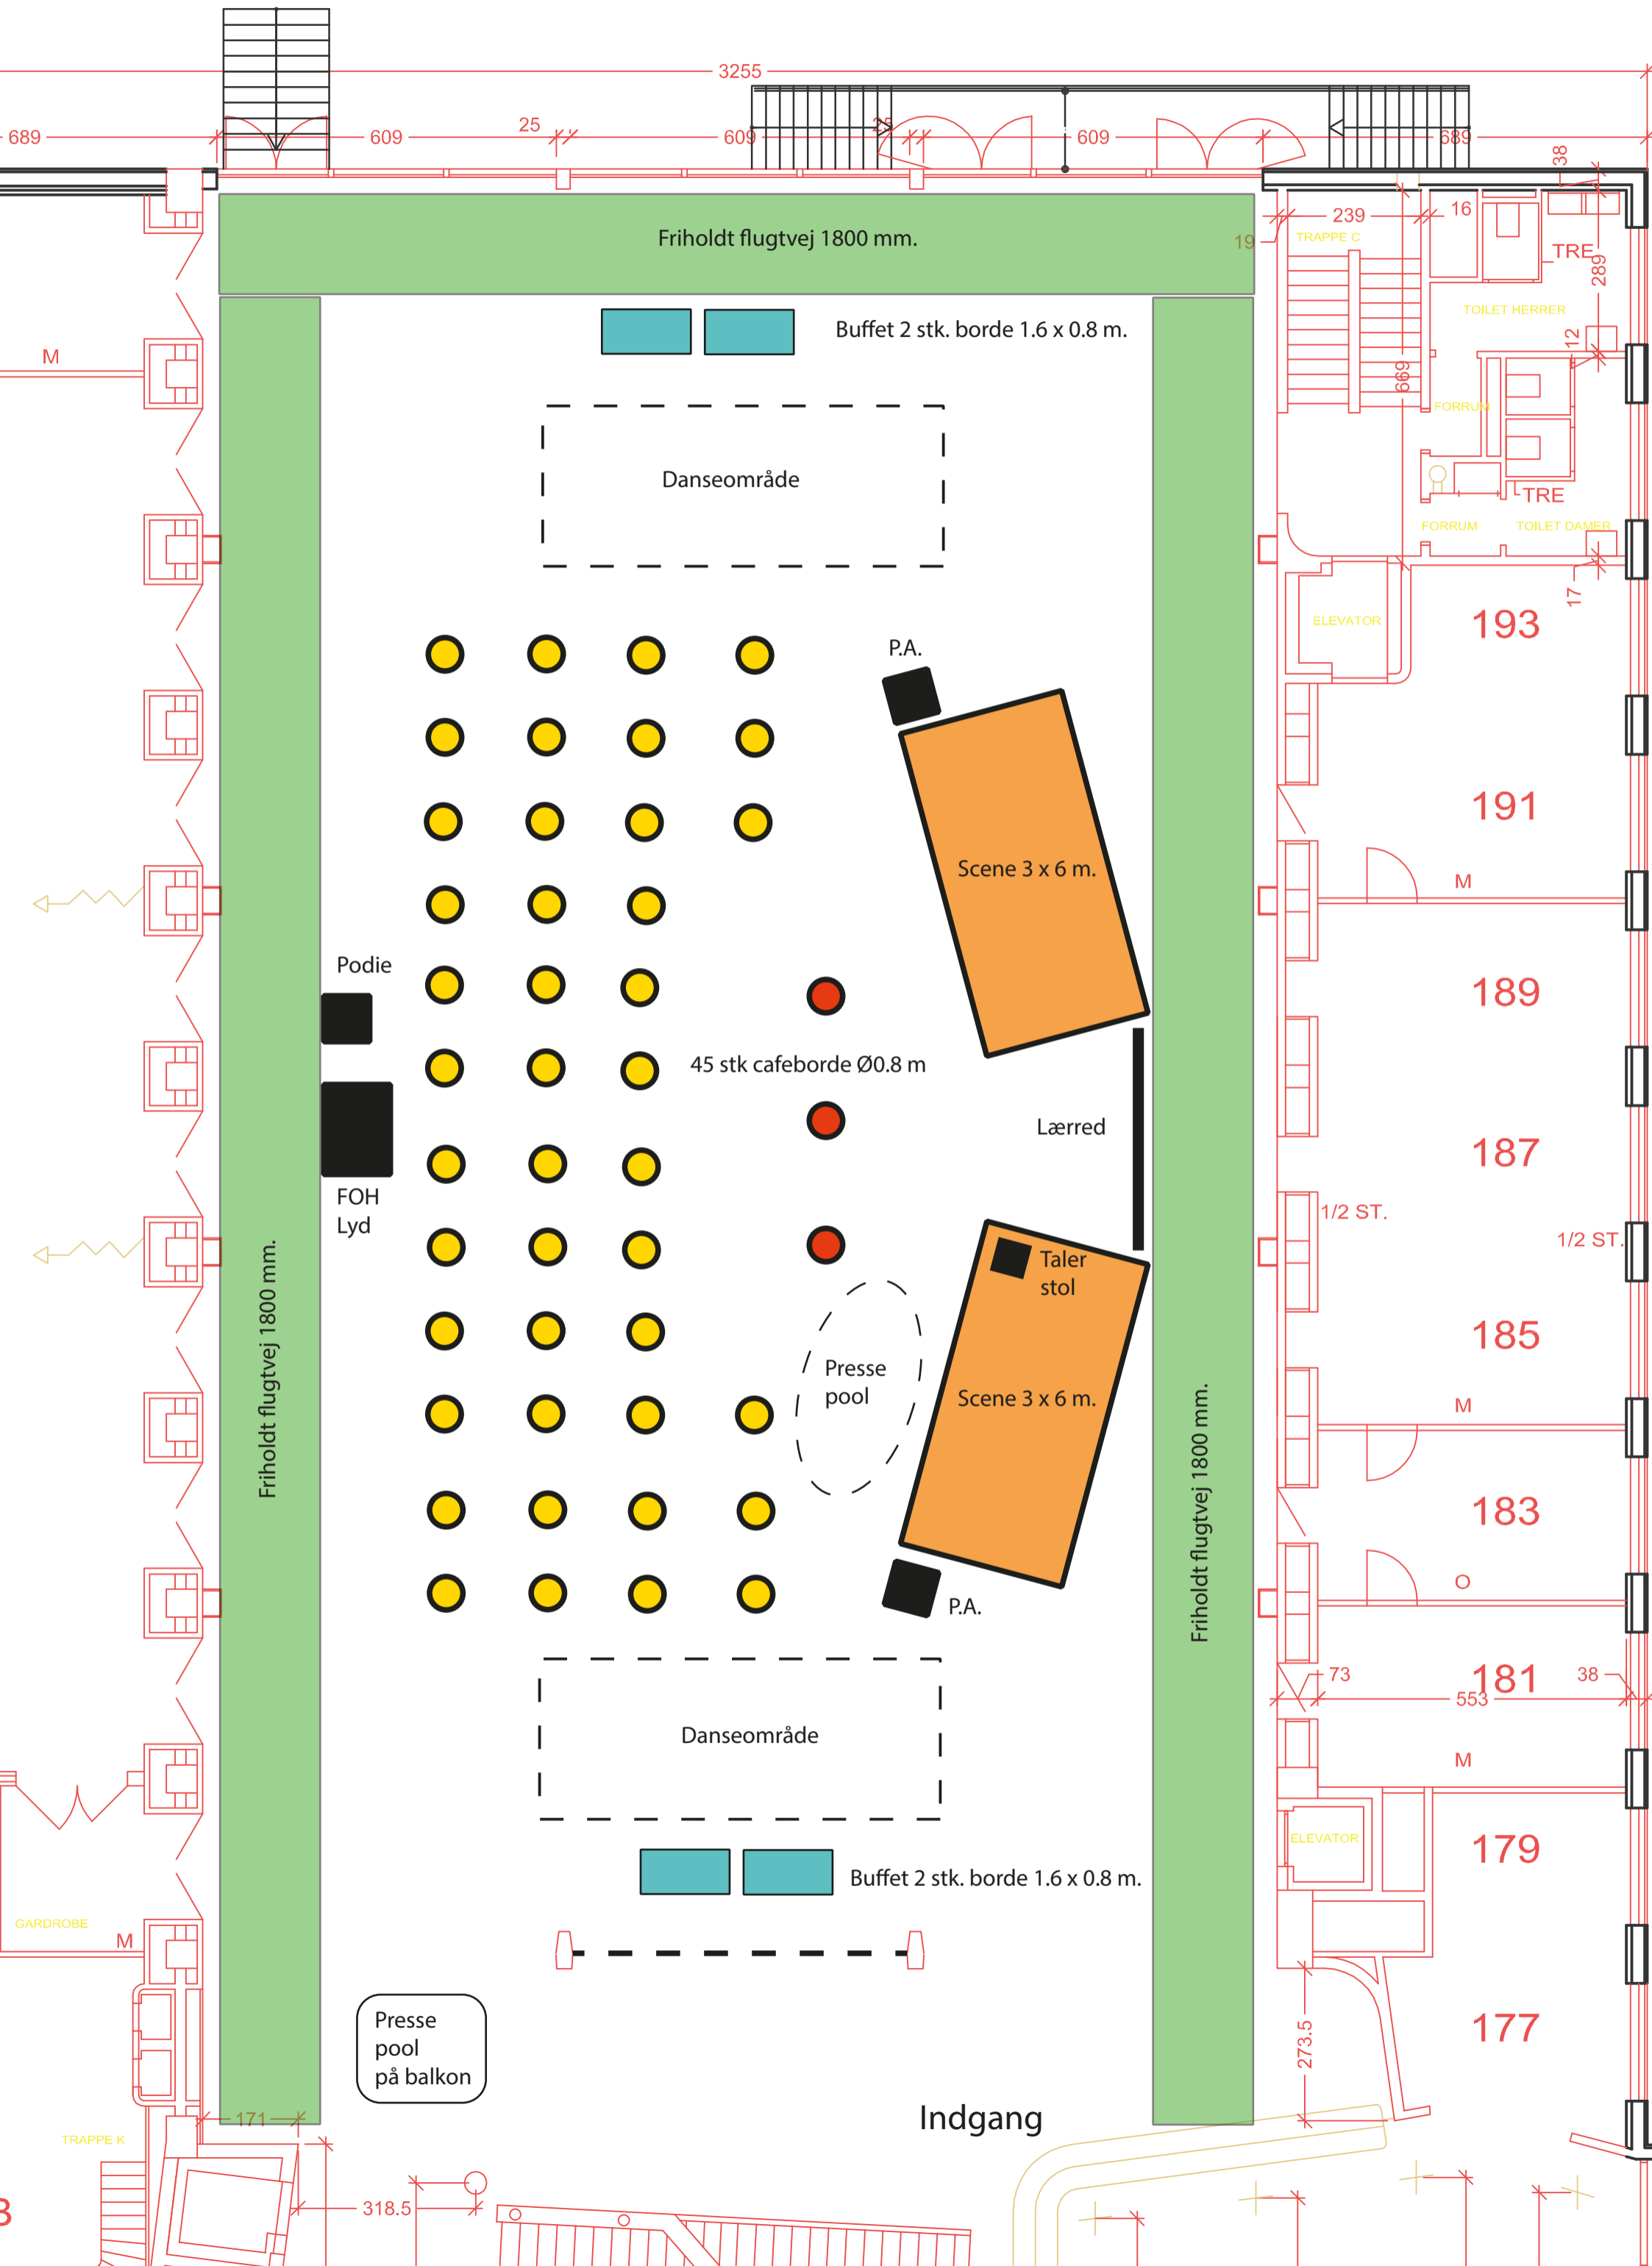 3255
689
609
25
609
25
609
689
38
Friholdt flugtvej 1800 mm.
239
16
19
TRAPPE C
TRE
289
TOILET HERRER
12
Buffet 2 stk. borde 1.6 x 0.8 m.
M
669
FORRUM
Danseområde
TRE
FORRUM
TOILET DAMER
17
ELEVATOR
193
P.A.
191
Scene 3 x 6 m.
M
Podie
189
45 stk cafeborde Ø0.8 m
Lærred
187
FOH
Lyd
1/2 ST.
1/2 ST.
Taler
stol
Friholdt flugtvej 1800 mm.
Presse
pool
Scene 3 x 6 m.
185
M
Friholdt flugtvej 1800 mm.
183
O
P.A.
73
181
38
553
Danseområde
M
ELEVATOR
179
Buffet 2 stk. borde 1.6 x 0.8 m.
GARDROBE
M
Presse
pool
på balkon
273.5
177
171
Indgang
TRAPPE K
318.5